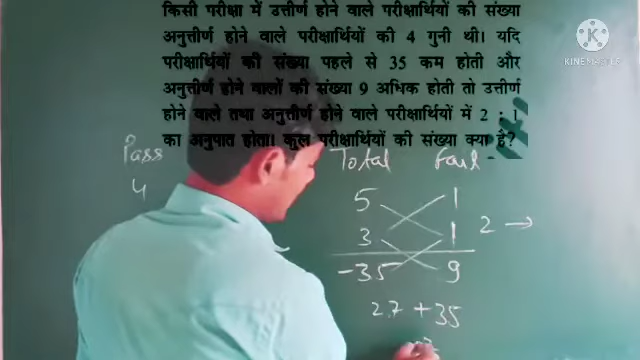 किसी परीक्षा में उत्तीर्ण होने वाले परीक्षार्थियों की संख्या
अनुत्तीर्ण होने वाले परीक्षार्थियों की 4 गुनी थी। यदि
परीक्षार्थियों की संख्या पहले से 35 कम होती और
अनुत्तीर्ण होने वालों की संख्या 9 अधिक होती तो उत्तीर्ण
होने वाले तथा अनुत्तीर्ण होने वाले परीक्षार्थियों में 2 : 1
का अनुपात होता। कुल परीक्षार्थियों की संख्या क्या है?
KINEMASTER
Pass Total Fail
4 5 1
3 1 2 →
-35 9
27 + 35